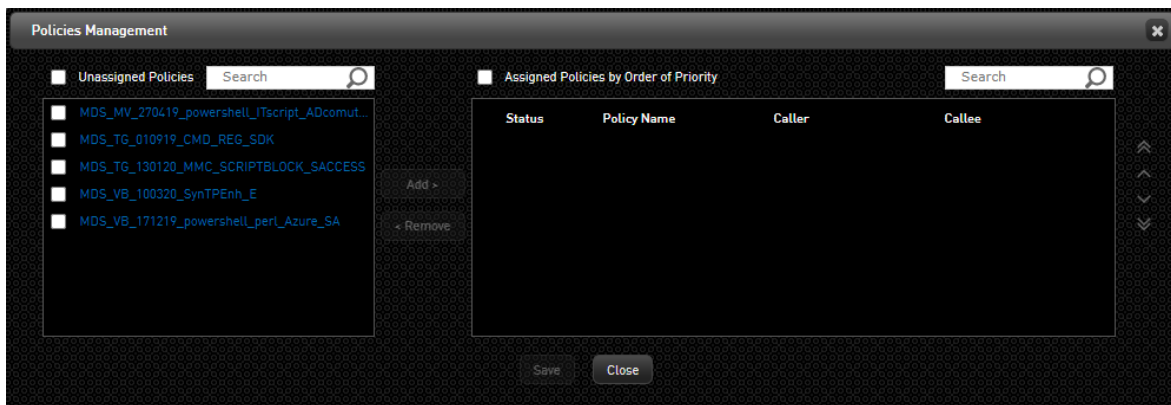 Policies Management
Unassigned Policies Search
Assigned Policies by Order of Priority Search
MDS_MV_270419_powershell_ITscript_ADcomut...
MDS_TG_010919_CMD_REG_SDK
MDS_TG_130120_MMC_SCRIPTBLOCK_SACCESS
MDS_VB_100320_SynTPEnh_E
MDS_VB_171219_powershell_perl_Azure_SA
Add >
< Remove
Status Policy Name Caller Callee
Save Close